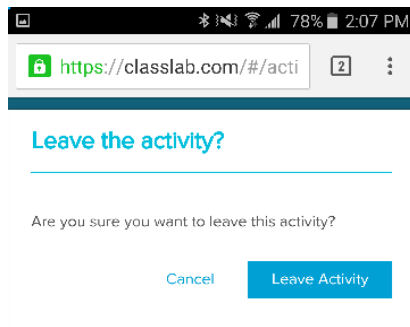 78% 2:07 PM
https://classlab.com/#/acti 2
Leave the activity?
Are you sure you want to leave this activity?
Cancel Leave Activity